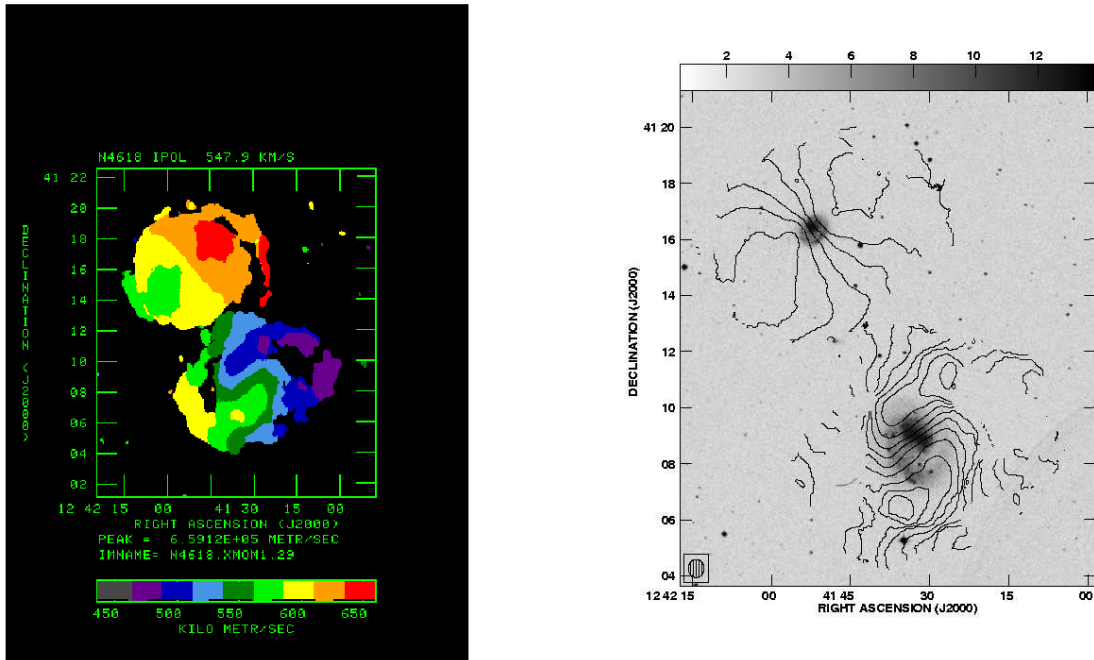 N4618 IPOL 547.9 KM/S
41 22
20
18
16
14
12
10
08
06
04
02
DECLINATION (J2000)
12 42 15 00 41 30 15 00
RIGHT ASCENSION (J2000)
PEAK = 6.5912E+05 METR/SEC
IMNAME= N4618.XMOM1.29
450 500 550 600 650
KILO METR/SEC
2 4 6 8 10 12
41 20
18
16
14
12
10
08
06
04
DECLINATION (J2000)
12 42 15 00 41 45 30 15 00
RIGHT ASCENSION (J2000)